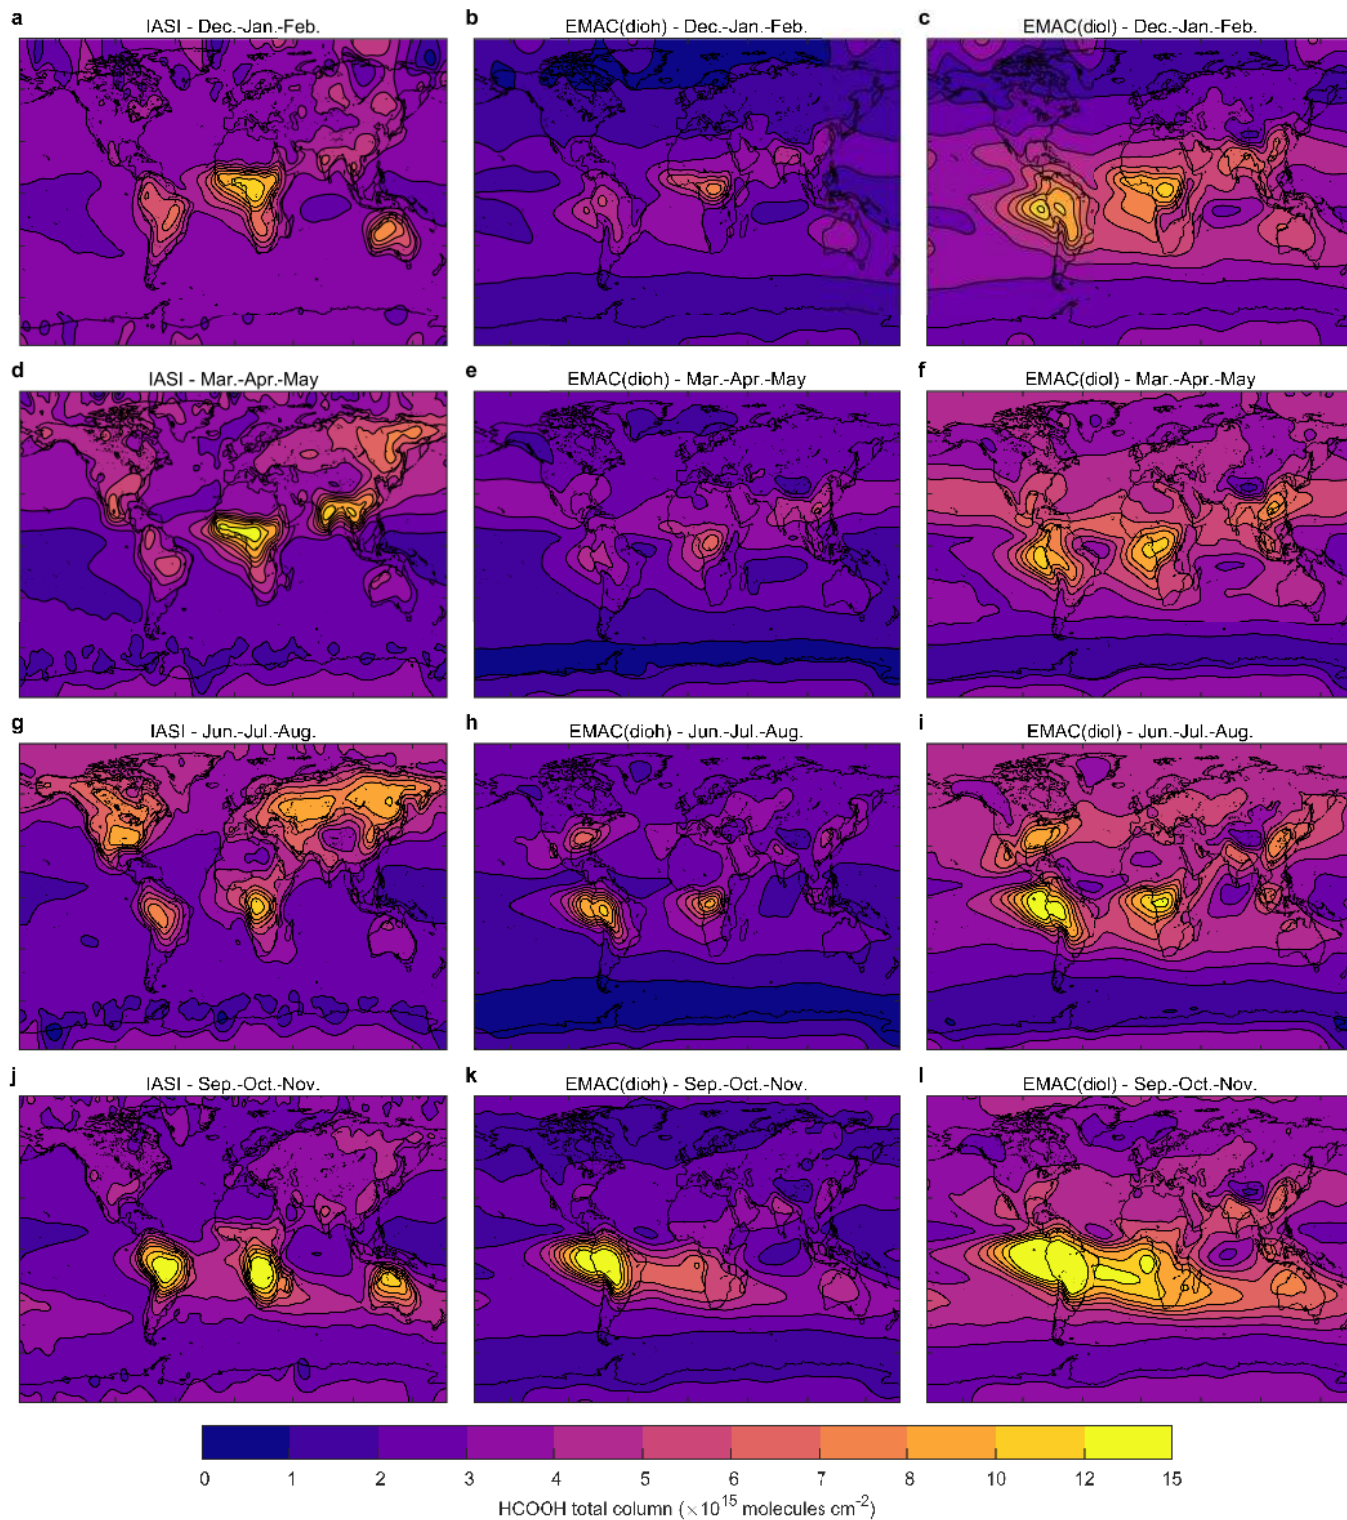 a IASI - Dec.-Jan.-Feb.
b EMAC(dioh) - Dec.-Jan.-Feb.
c EMAC(diol) - Dec.-Jan.-Feb.
d IASI - Mar.-Apr.-May
e EMAC(dioh) - Mar.-Apr.-May
f EMAC(diol) - Mar.-Apr.-May
g IASI - Jun.-Jul.-Aug.
h EMAC(dioh) - Jun.-Jul.-Aug.
i EMAC(diol) - Jun.-Jul.-Aug.
j IASI - Sep.-Oct.-Nov.
k EMAC(dioh) - Sep.-Oct.-Nov.
l EMAC(diol) - Sep.-Oct.-Nov.
0 1 2 3 4 5 6 7 8 10 12 15
HCOOH total column (×10^15 molecules cm^-2)